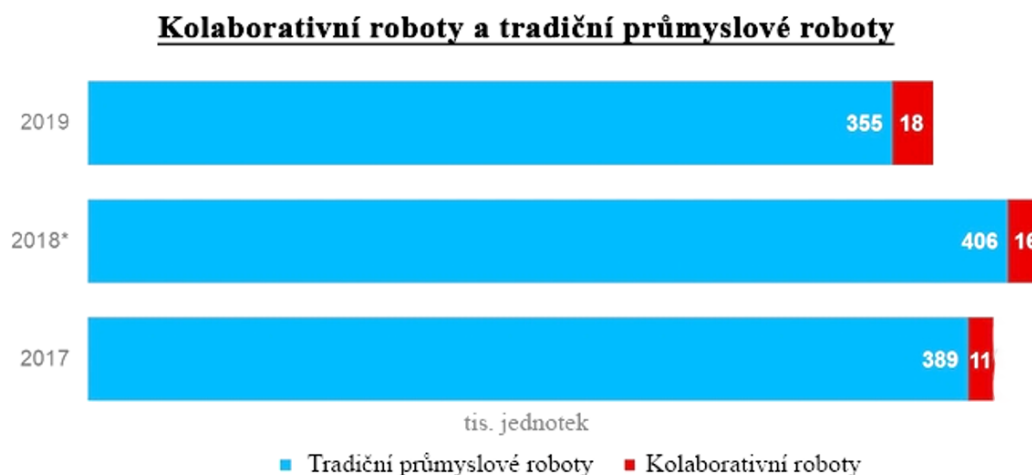 Kolaborativní roboty a tradiční průmyslové roboty
2019 355 18
2018* 406 16
2017 389 11
tis. jednotek
Tradiční průmyslové roboty Kolaborativní roboty